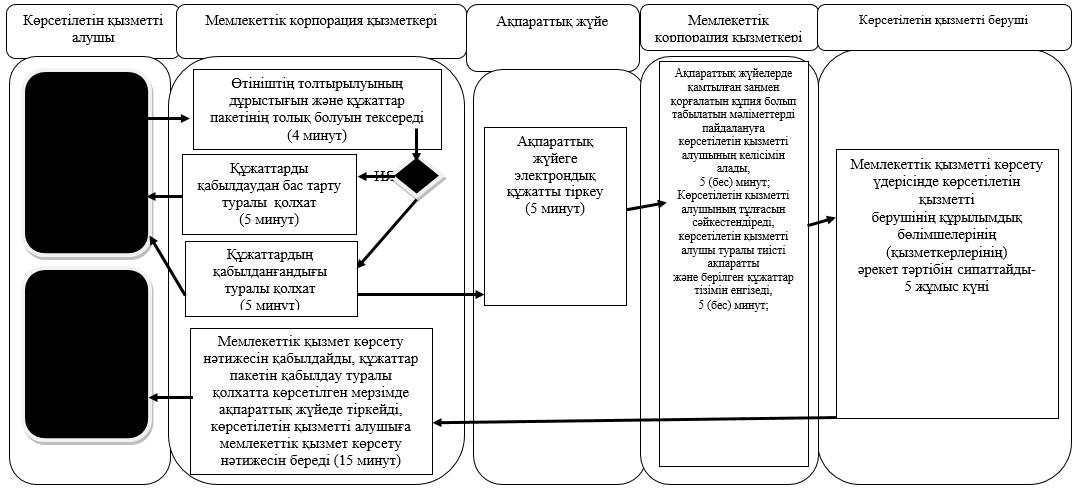 Көрсетілетін қызметті
алушы
Мемлекеттік корпорация қызметкері
Ақпараттық жүйе
Мемлекеттік
корпорация қызметкері
Көрсетілетін қызметті беруші
Өтініштің толтырылуының
дұрыстығын және құжаттар
пакетінің толық болуын тексереді
(4 минут)
Құжаттарды
қабылдаудан бас тарту
туралы қолхат
(5 минут)
Құжаттардың
қабылданғандығы
туралы қолхат
(5 минут)
Мемлекеттік қызмет көрсету
нәтижесін қабылдайды, құжаттар
пакетін қабылдау туралы
қолхатта көрсетілген мерзімде
ақпараттық жүйеде тіркейді,
көрсетілетін қызметті алушыға
мемлекеттік қызмет көрсету
нәтижесін береді (15 минут)
Ақпараттық
жүйеге
электрондық
құжатты тіркеу
(5 минут)
Ақпараттық жүйелерде
қамтылған заңмен
қорғалатын құпия болып
табылатын мәліметтерді
пайдалануға
көрсетілетін қызметті
алушының келісімін
алады,
5 (бес) минут;
Көрсетілетін қызметті
алушының тұлғасын
сәйкестендіреді,
көрсетілетін қызметті
алушы туралы тиісті
ақпаратты
және берілген құжаттар
тізімін енгізеді,
5 (бес) минут;
Мемлекеттік қызметті көрсету
үдерісінде көрсетілетін
қызметті
берушінің құрылымдық
бөлімшелерінің
(қызметкерлерінің)
әрекет тәртібін сипаттайды-
5 жұмыс күні